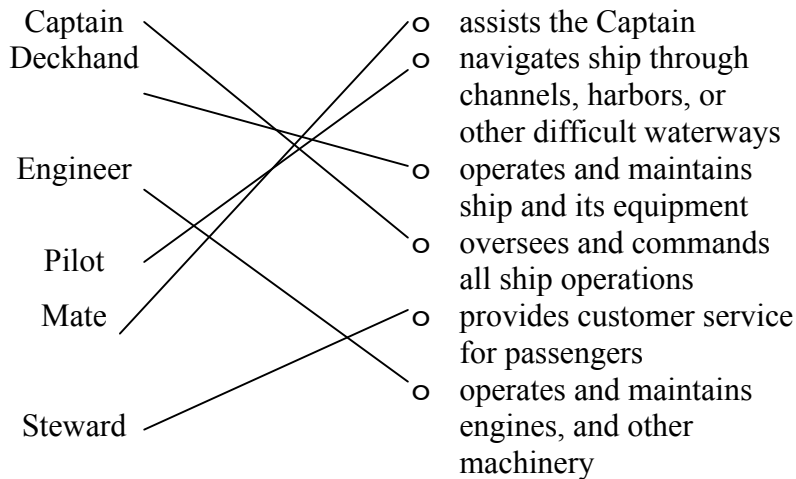 Captain
Deckhand
Engineer
Pilot
Mate
Steward
o assists the Captain
o navigates ship through
channels, harbors, or
other difficult waterways
o operates and maintains
ship and its equipment
o oversees and commands
all ship operations
o provides customer service
for passengers
o operates and maintains
engines, and other
machinery